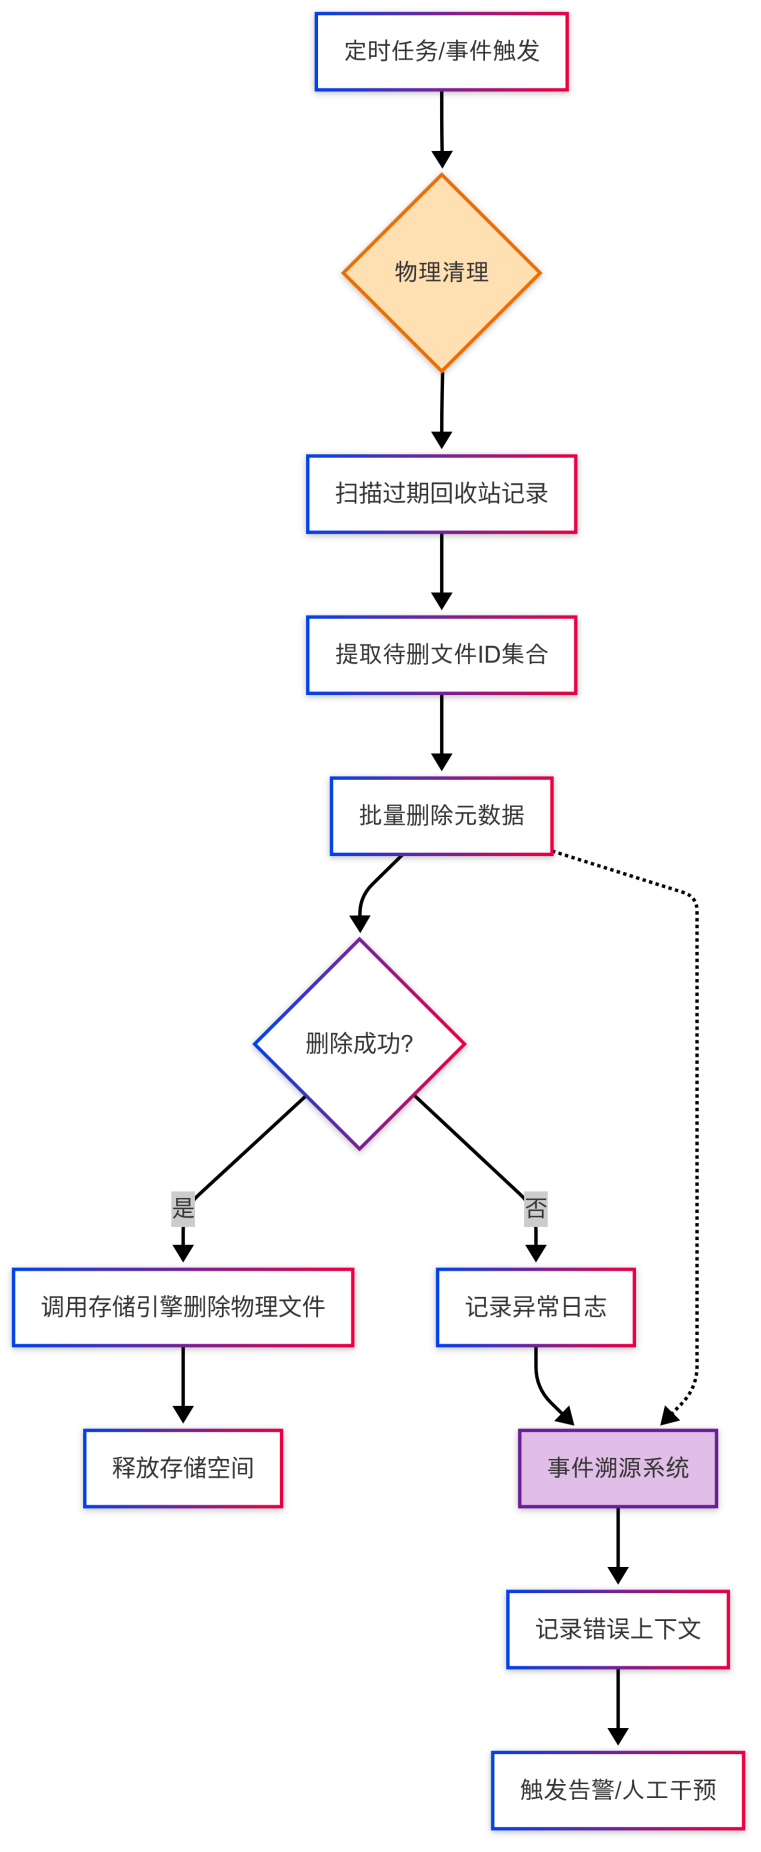 定时任务/事件触发
物理清理
扫描过期回收站记录
提取待删文件ID集合
批量删除元数据
删除成功?
是
否
调用存储引擎删除物理文件
记录异常日志
释放存储空间
事件溯源系统
记录错误上下文
触发告警/人工干预